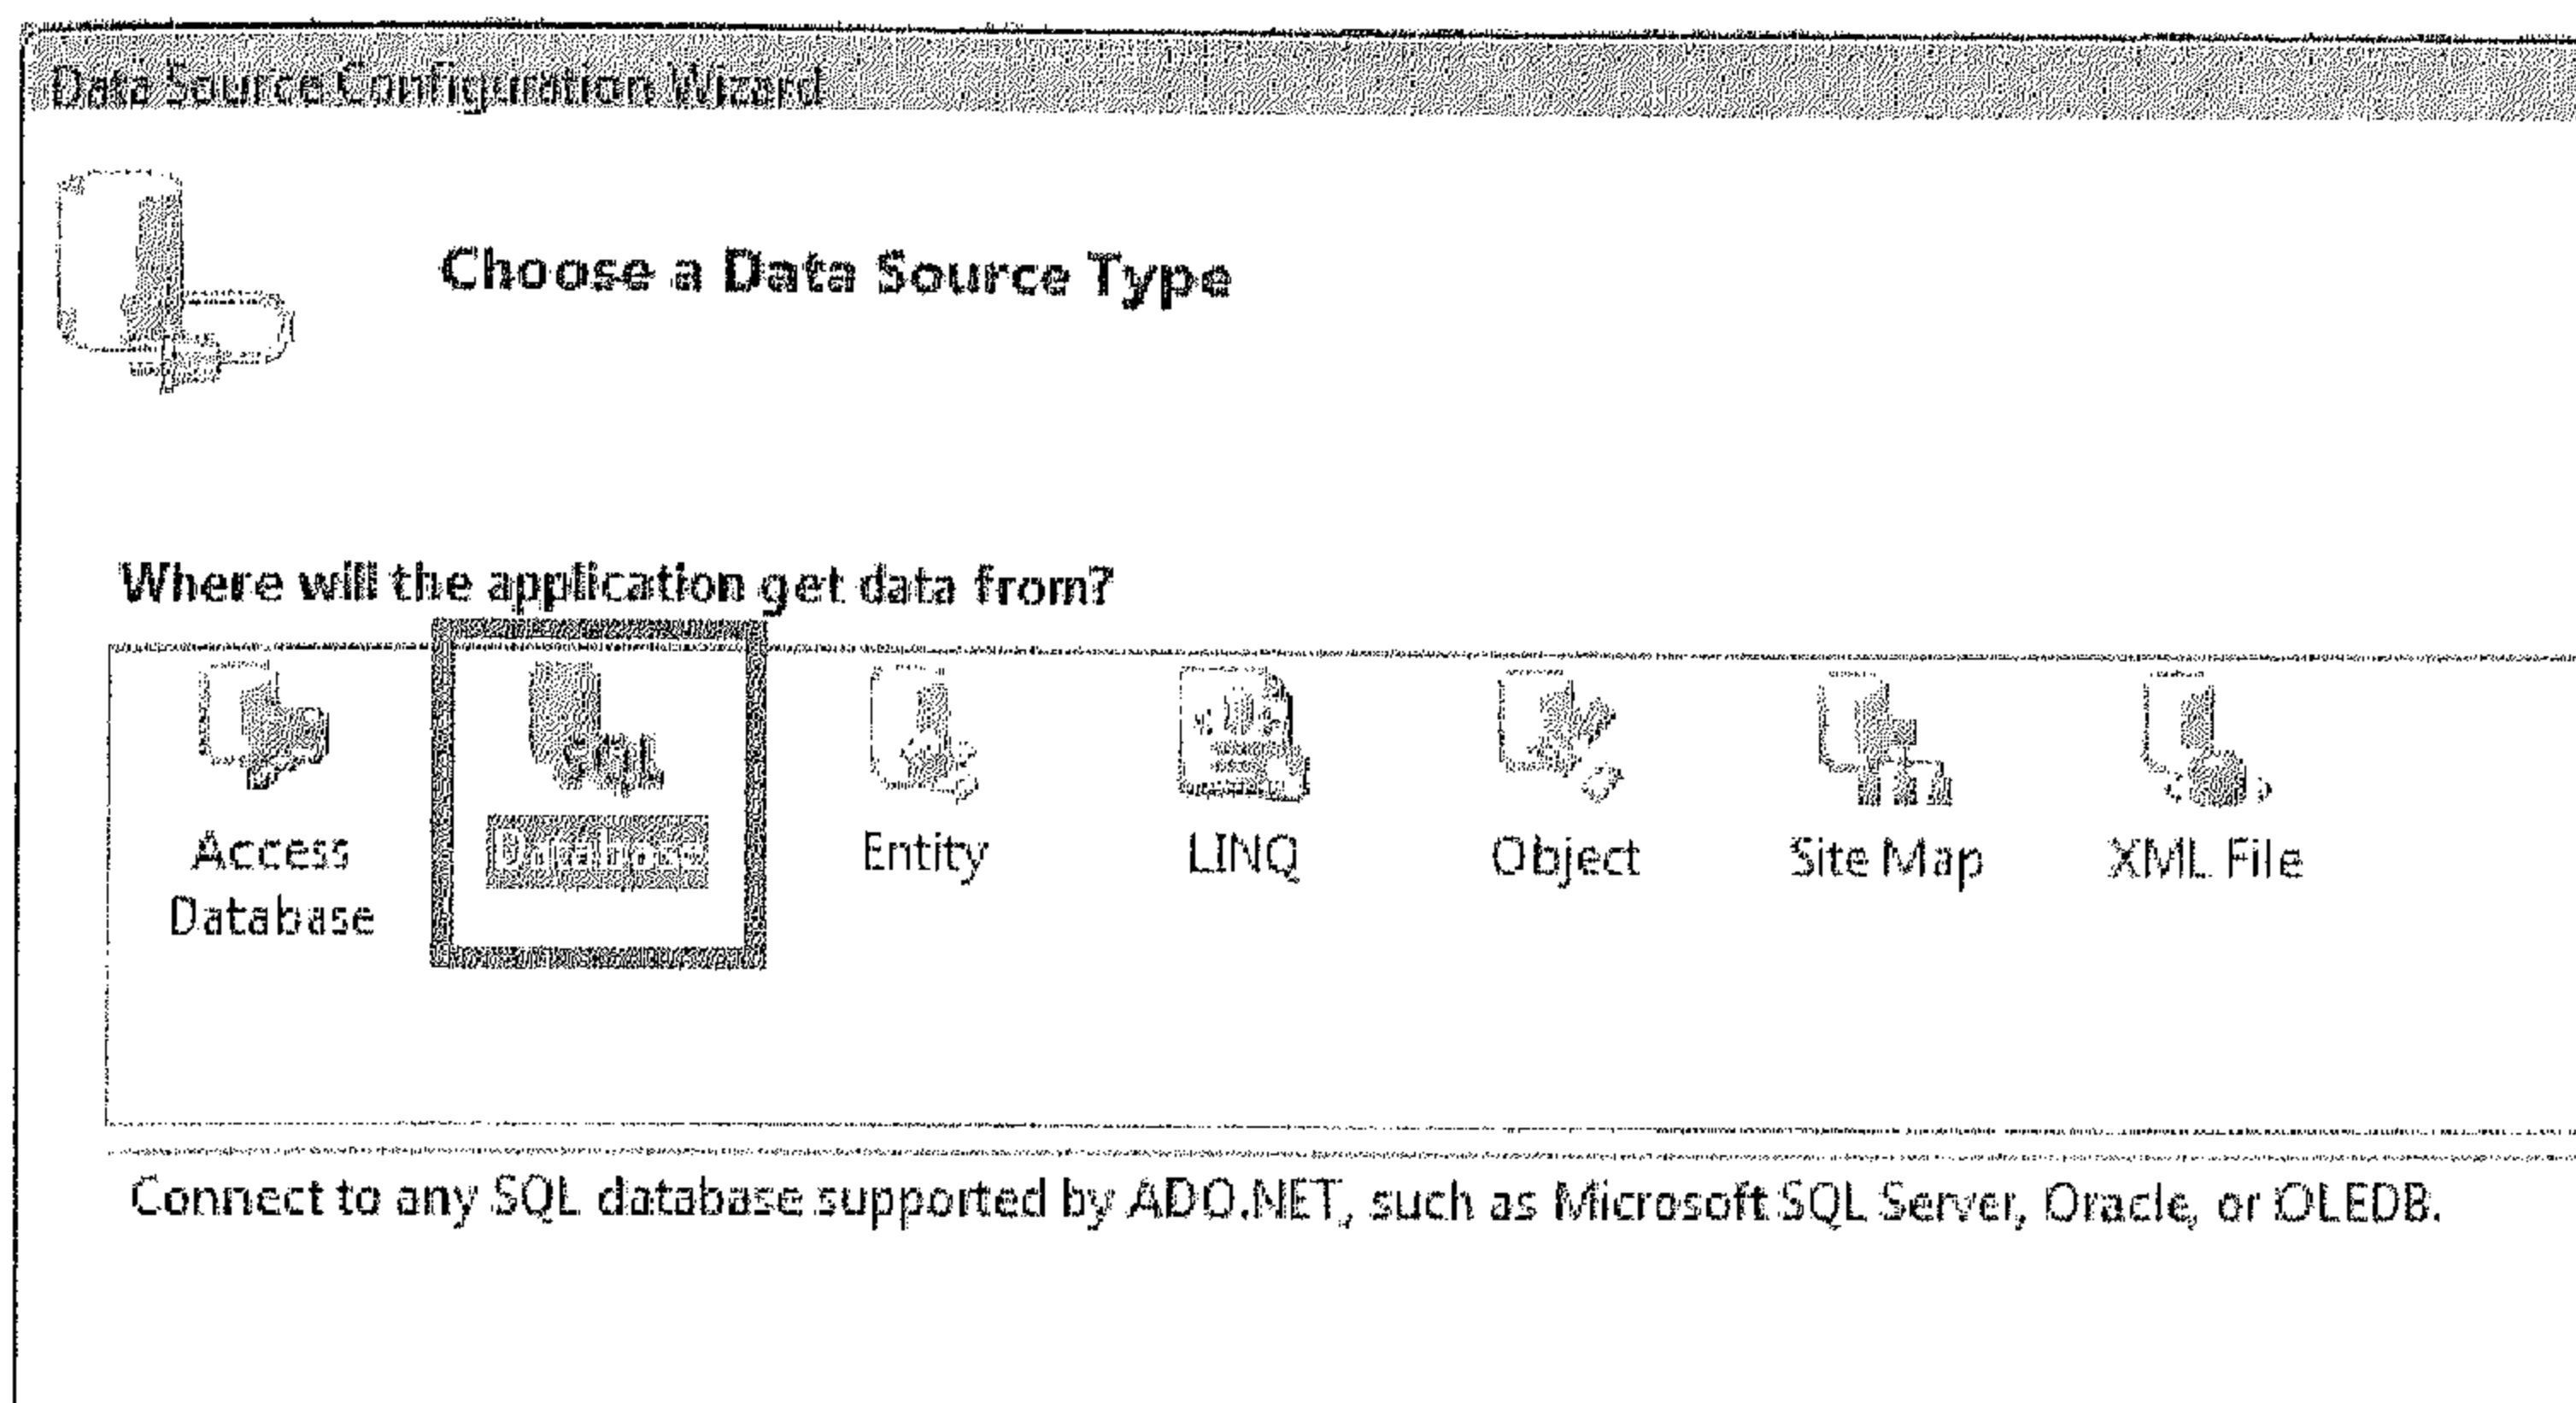 Data Source Configuration Wizard
Choose a Data Source Type
Where will the application get data from?
SQL
Access Database
Database
Entity
LINQ
Object
Site Map
XML File
Connect to any SQL database supported by ADO.NET, such as Microsoft SQL Server, Oracle, or OLEDB.